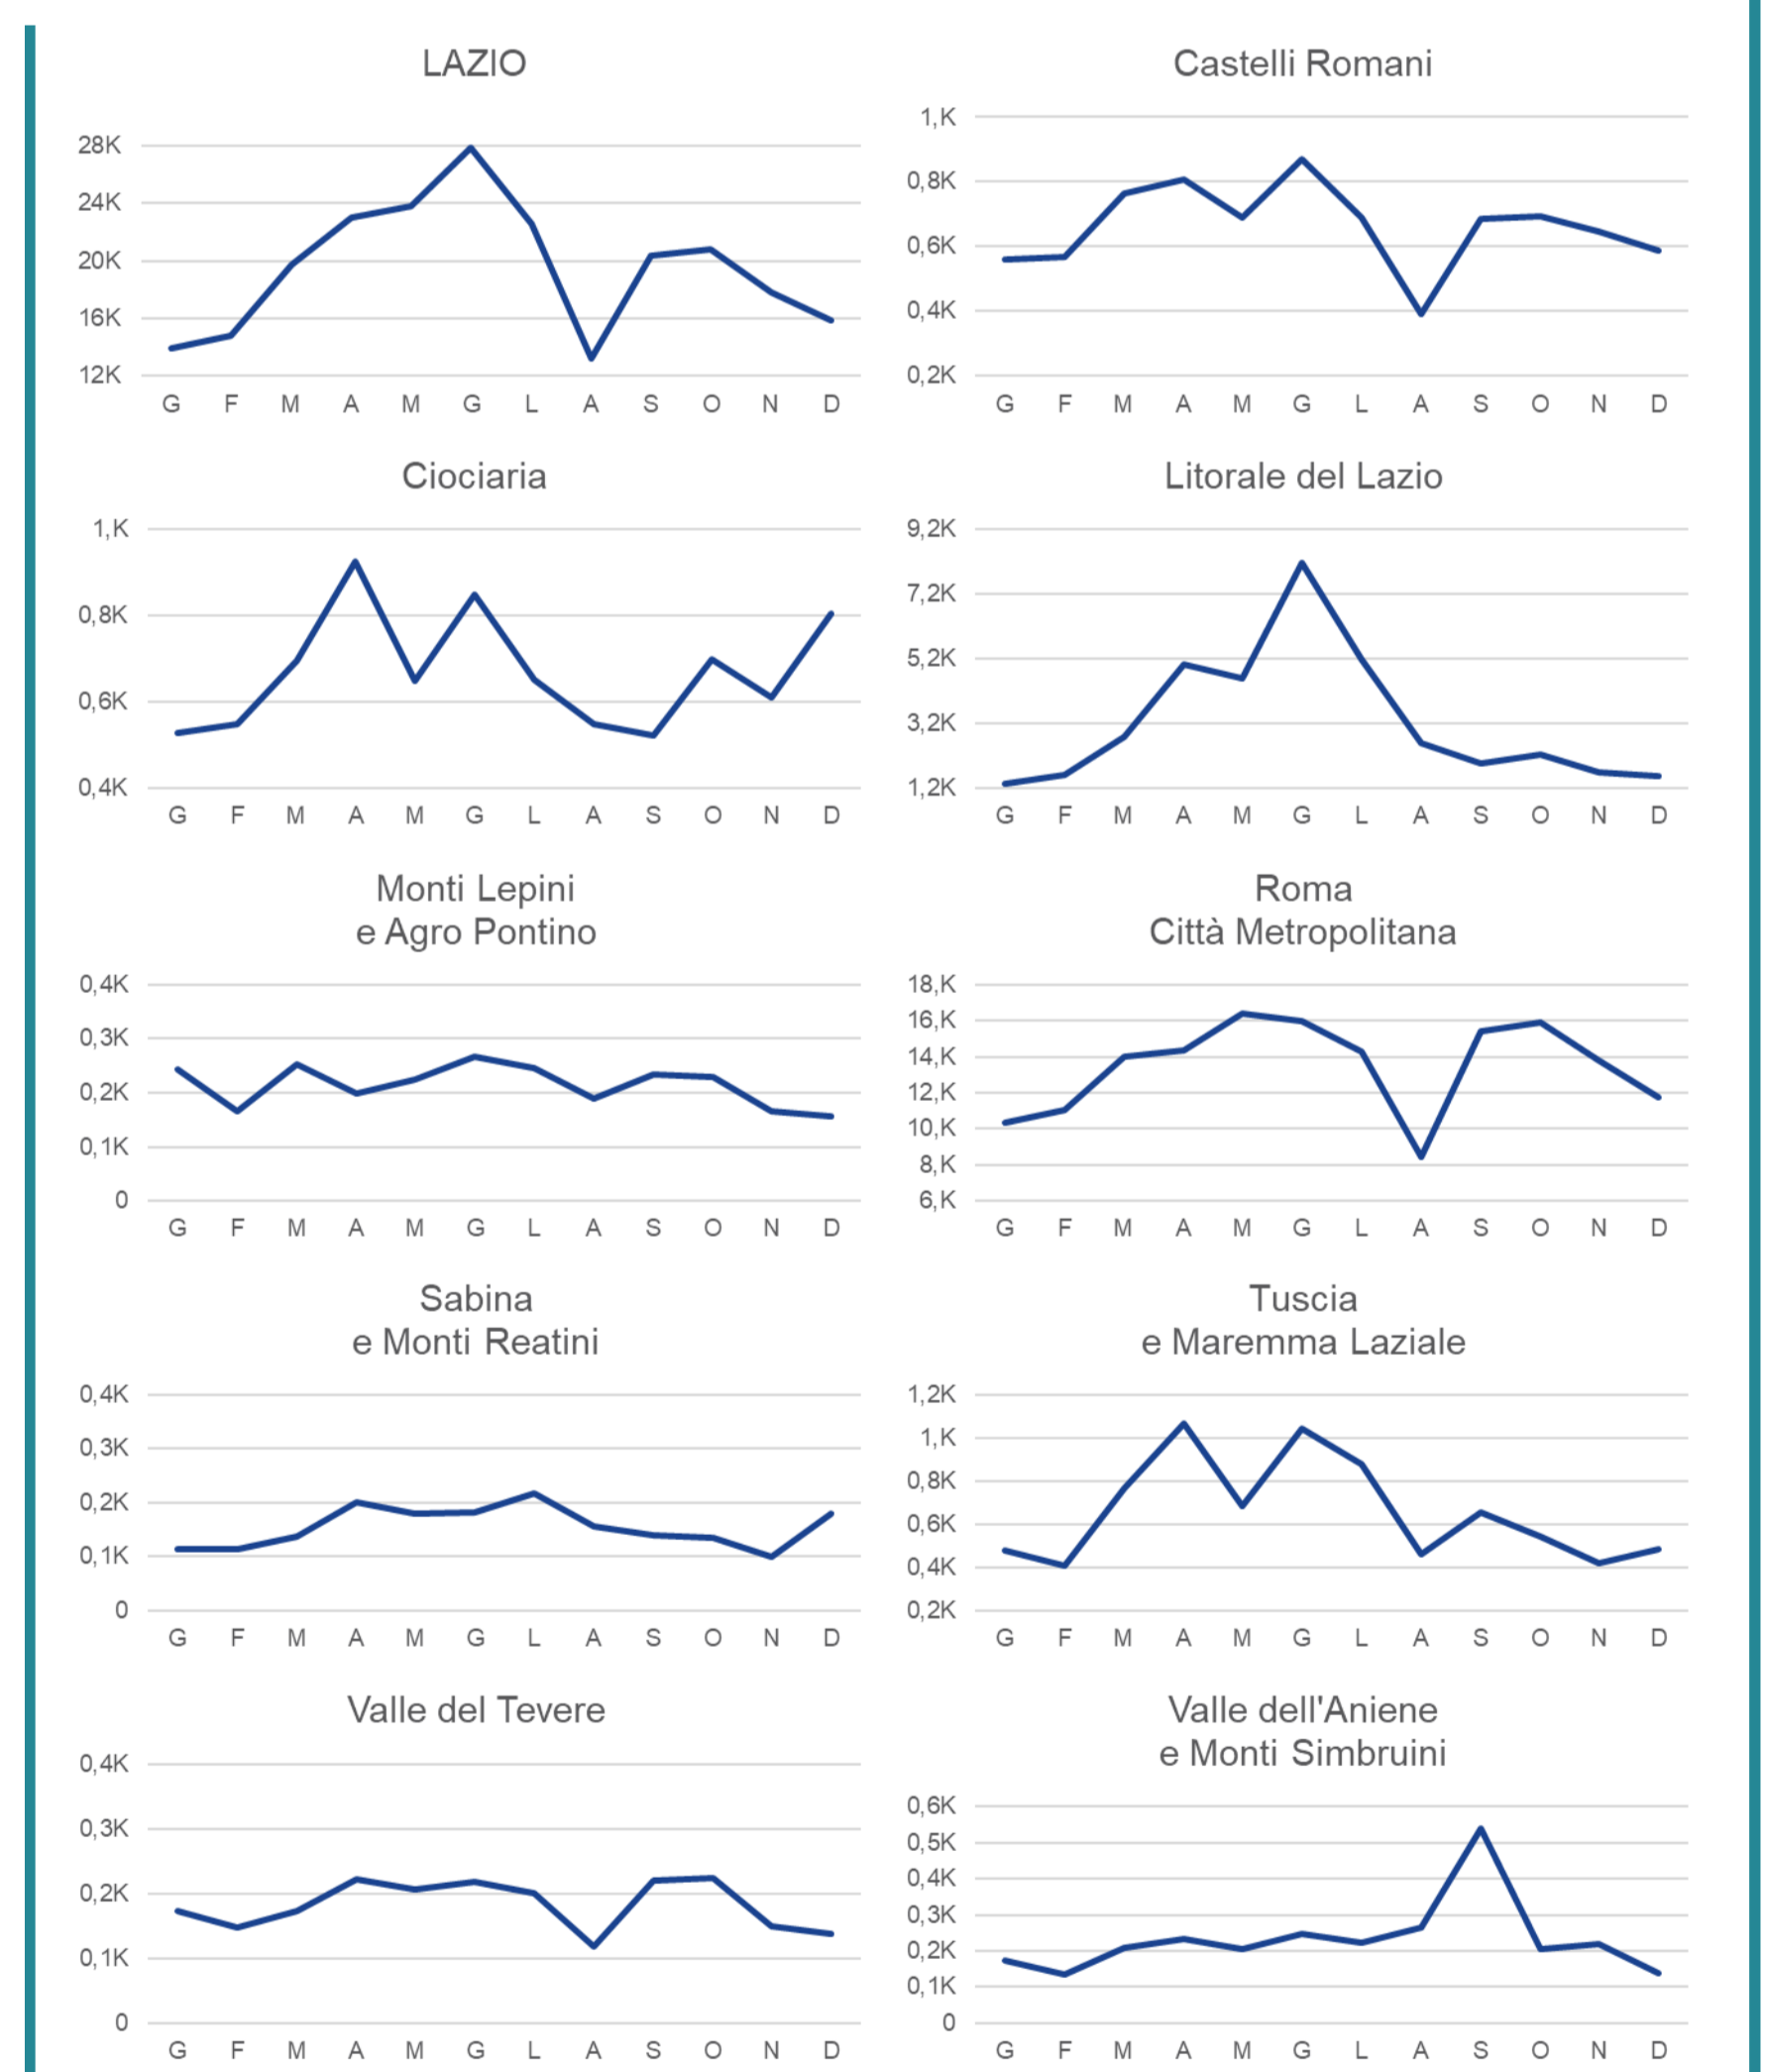 LAZIO
28K
24K
20K
16K
12K
G F M A M G L A S O N D
Castelli Romani
1,K
0,8K
0,6K
0,4K
0,2K
G F M A M G L A S O N D
Ciociaria
1,K
0,8K
0,6K
0,4K
G F M A M G L A S O N D
Litorale del Lazio
9,2K
7,2K
5,2K
3,2K
1,2K
G F M A M G L A S O N D
Monti Lepini
e Agro Pontino
0,4K
0,3K
0,2K
0,1K
0
G F M A M G L A S O N D
Roma
Città Metropolitana
18,K
16,K
14,K
12,K
10,K
8,K
6,K
G F M A M G L A S O N D
Sabina
e Monti Reatini
0,4K
0,3K
0,2K
0,1K
0
G F M A M G L A S O N D
Tuscia
e Maremma Laziale
1,2K
1,K
0,8K
0,6K
0,4K
0,2K
G F M A M G L A S O N D
Valle del Tevere
0,4K
0,3K
0,2K
0,1K
0
G F M A M G L A S O N D
Valle dell'Aniene
e Monti Simbruini
0,6K
0,5K
0,4K
0,3K
0,2K
0,1K
0
G F M A M G L A S O N D